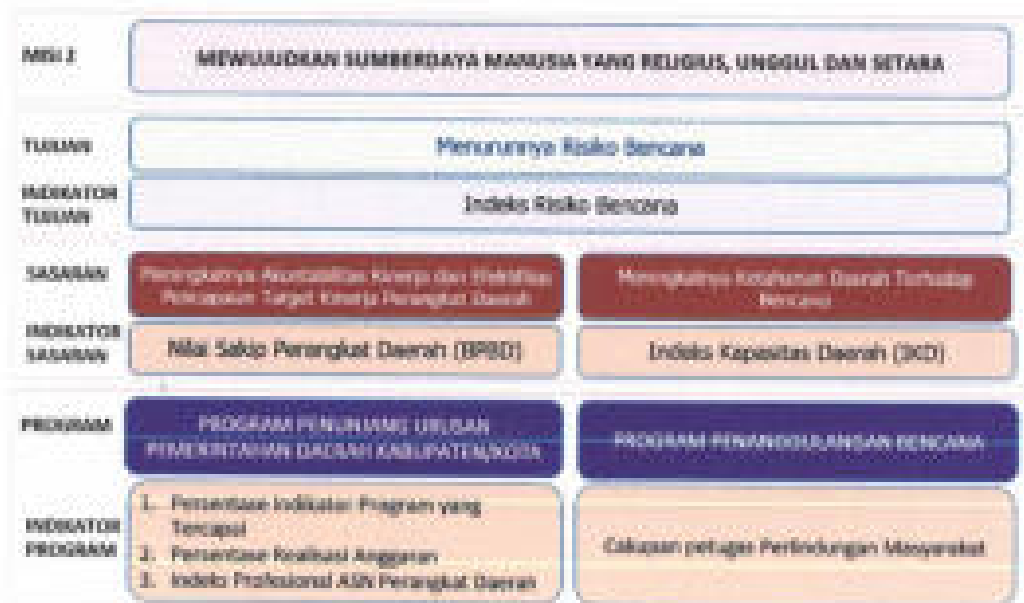 MISI 2
MEWUJUDKAN SUMBERDAYA MANUSIA YANG RELIGIUS, UNGGUL DAN SETARA
TUJUAN
Menurunnya Risiko Bencana
INDIKATOR
TUJUAN
Indeks Risiko Bencana
SASARAN
Meningkatnya Akuntabilitas Kinerja dan Efektifitas
Pencapaian Target Kinerja Perangkat Daerah
Meningkatnya Ketahanan Daerah Terhadap
Bencana
INDIKATOR
SASARAN
Nilai Sakip Perangkat Daerah (BPBD)
Indeks Kapasitas Daerah (IKD)
PROGRAM
PROGRAM PENUNJANG URUSAN
PEMERINTAHAN DAERAH KABUPATEN/KOTA
PROGRAM PENANGGULANGAN BENCANA
INDIKATOR
PROGRAM
1. Persentase Indikator Program yang
Tercapai
2. Persentase Realisasi Anggaran
3. Indeks Profesional ASN Perangkat Daerah
Cakupan petugas Perlindungan Masyarakat